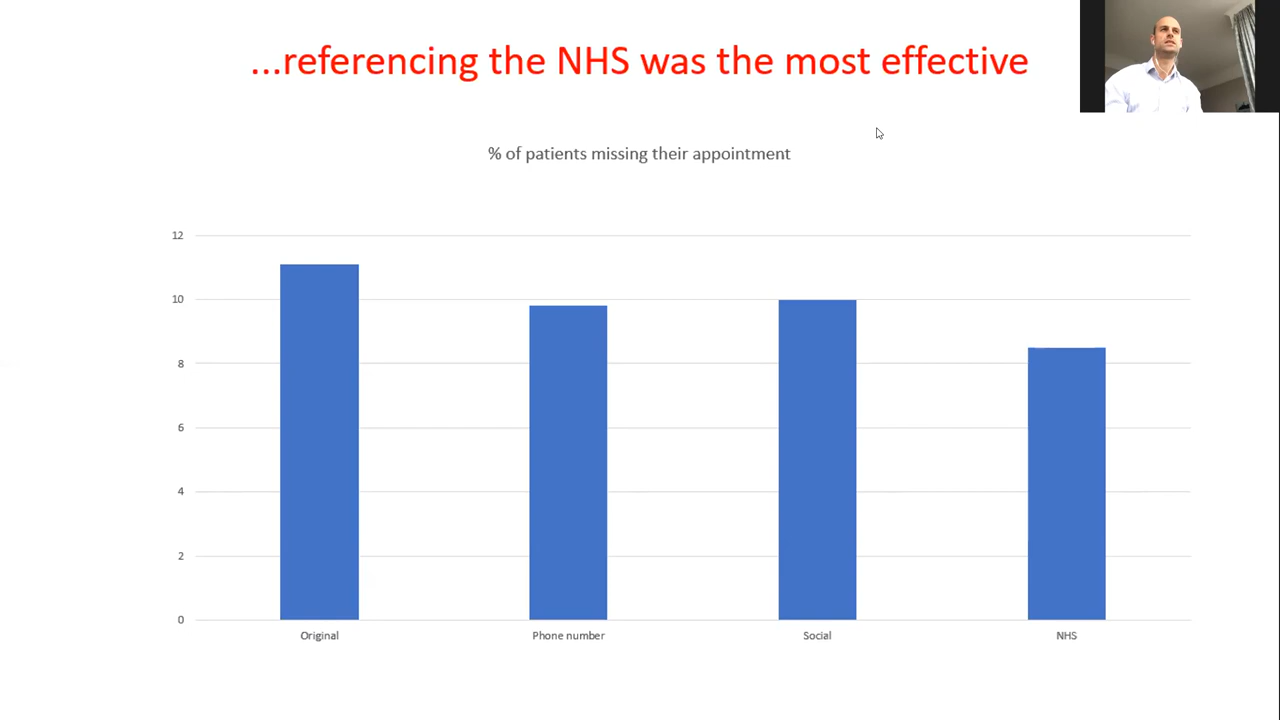 ...referencing the NHS was the most effective
% of patients missing their appointment
12
10
8
6
4
2
0
Original
Phone number
Social
NHS